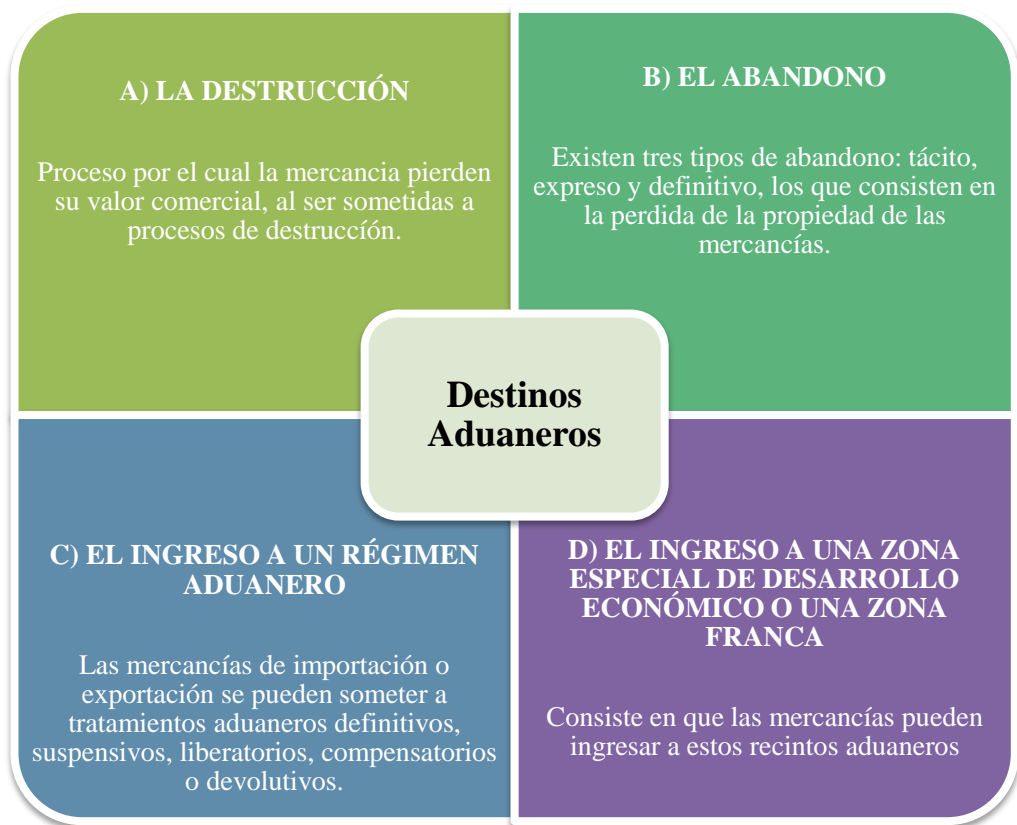 A) LA DESTRUCCIÓN
Proceso por el cual la mercancia pierden
su valor comercial, al ser sometidas a
procesos de destruccíón.
B) EL ABANDONO
Existen tres tipos de abandono: tácito,
expreso y definitivo, los que consisten en
la perdida de la propiedad de las
mercancías.
Destinos
Aduaneros
C) EL INGRESO A UN RÉGIMEN
ADUANERO
Las mercancías de importación o
exportación se pueden someter a
tratamientos aduaneros definitivos,
suspensivos, liberatorios, compensatorios
o devolutivos.
D) EL INGRESO A UNA ZONA
ESPECIAL DE DESARROLLO
ECONÓMICO O UNA ZONA
FRANCA
Consiste en que las mercancías pueden
ingresar a estos recintos aduaneros